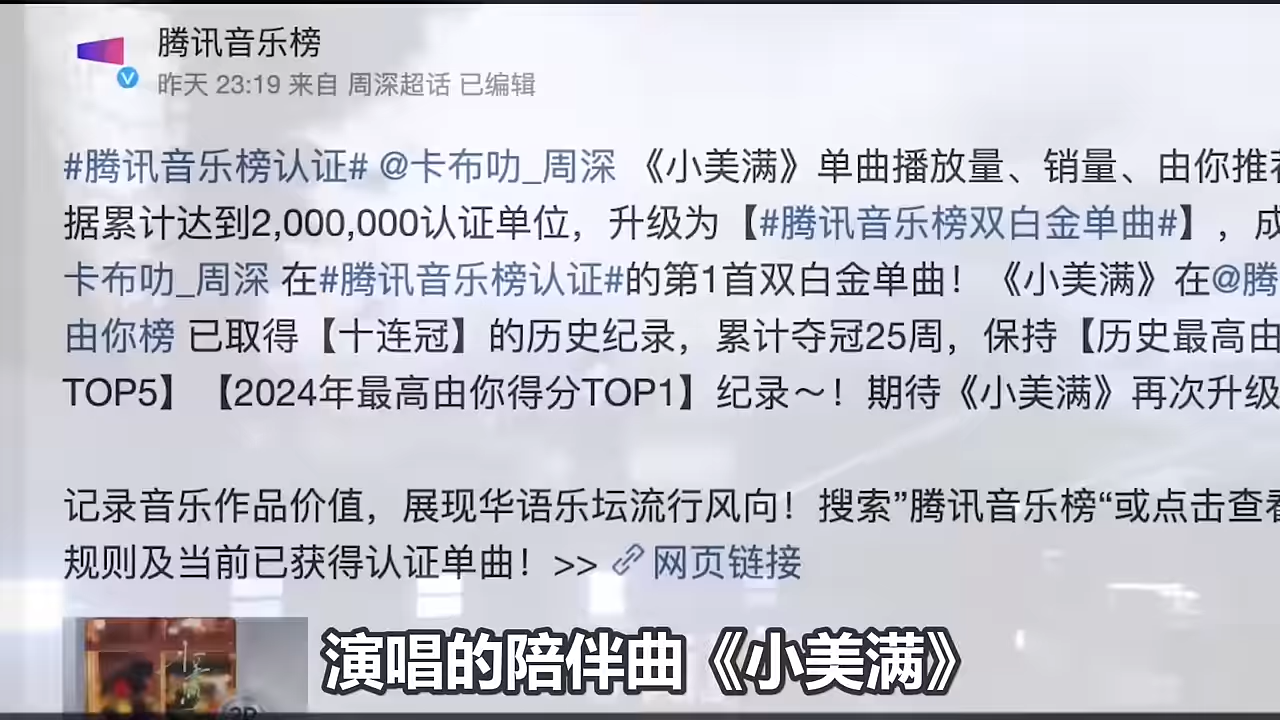 腾讯音乐榜
昨天 23:19 来自 周深超话 已编辑
#腾讯音乐榜认证# @卡布叻_周深 《小美满》单曲播放量、销量、由你推荐
据累计达到2,000,000认证单位，升级为【#腾讯音乐榜双白金单曲#】，成
卡布叻_周深 在#腾讯音乐榜认证#的第1首双白金单曲！《小美满》在@腾
由你榜 已取得【十连冠】的历史纪录，累计夺冠25周，保持【历史最高由
TOP5】【2024年最高由你得分TOP1】纪录～！期待《小美满》再次升级
记录音乐作品价值，展现华语乐坛流行风向！搜索”腾讯音乐榜“或点击查看
规则及当前已获得认证单曲！>> 网页链接
演唱的陪伴曲《小美满》